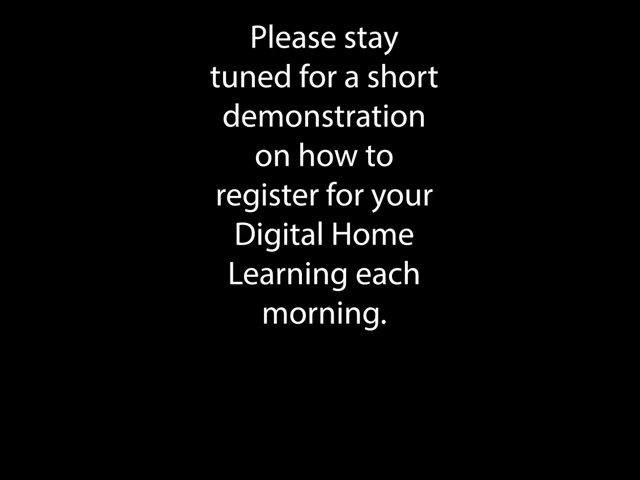 Please stay
tuned for a short
demonstration
on how to
register for your
Digital Home
Learning each
morning.